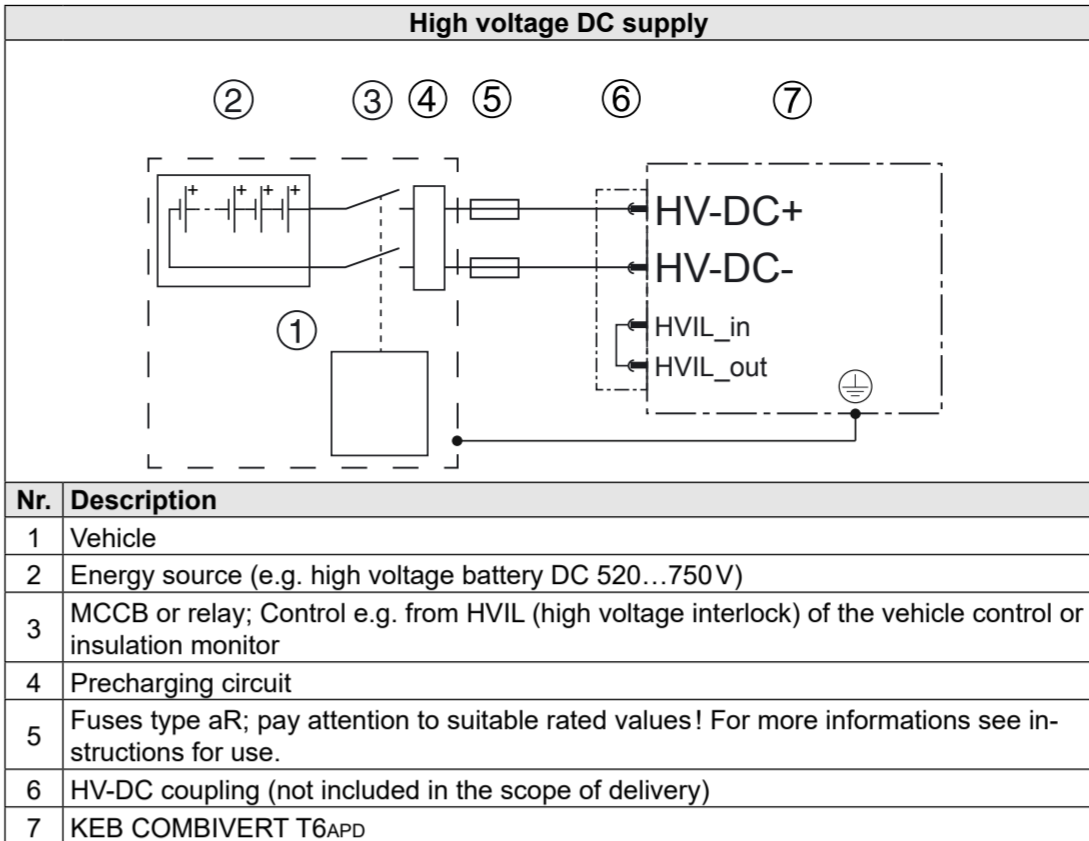 High voltage DC supply
② ③ ④ ⑤ ⑥ ⑦
+ + + +
HV-DC+
HV-DC-
①
HVIL_in
HVIL_out
Nr. Description
1 Vehicle
2 Energy source (e.g. high voltage battery DC 520…750 V)
3 MCCB or relay; Control e.g. from HVIL (high voltage interlock) of the vehicle control or
insulation monitor
4 Precharging circuit
5 Fuses type aR; pay attention to suitable rated values! For more informations see in-
structions for use.
6 HV-DC coupling (not included in the scope of delivery)
7 KEB COMBIVERT T6APD